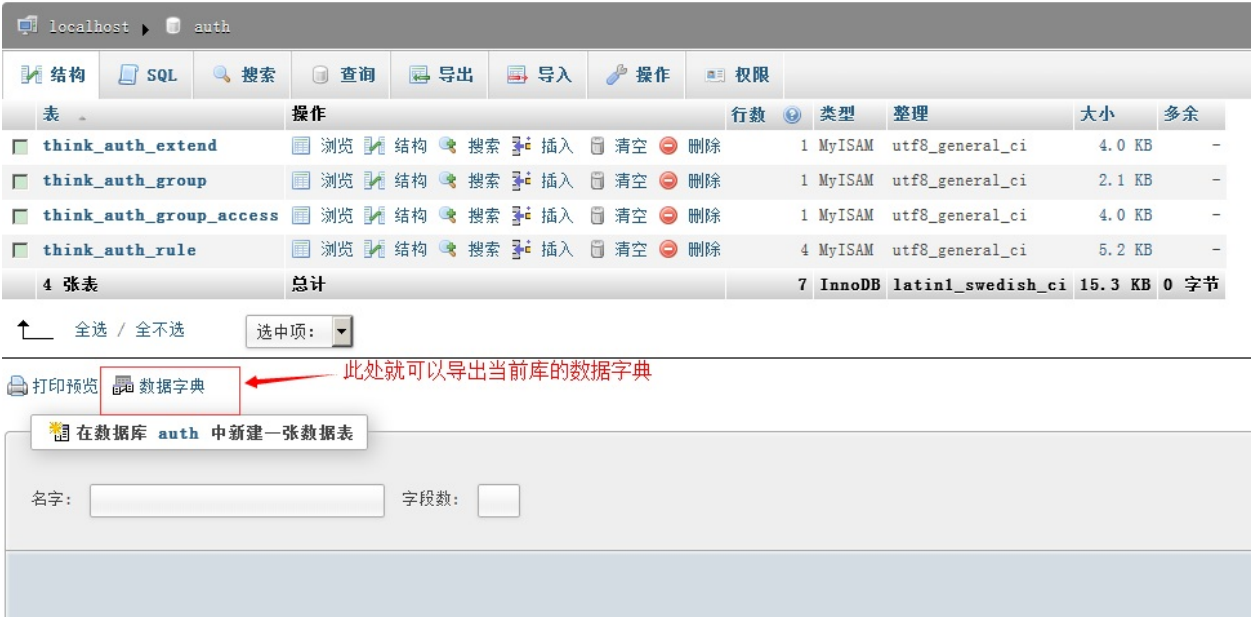 localhost ▶ auth
结构 SQL 搜索 查询 导出 导入 操作 权限
表 操作 行数 类型 整理 大小 多余
think_auth_extend 浏览 结构 搜索 插入 清空 删除 1 MyISAM utf8_general_ci 4.0 KB -
think_auth_group 浏览 结构 搜索 插入 清空 删除 1 MyISAM utf8_general_ci 2.1 KB -
think_auth_group_access 浏览 结构 搜索 插入 清空 删除 1 MyISAM utf8_general_ci 4.0 KB -
think_auth_rule 浏览 结构 搜索 插入 清空 删除 4 MyISAM utf8_general_ci 5.2 KB -
4 张表 总计 7 InnoDB latin1_swedish_ci 15.3 KB 0 字节
全选 / 全不选 选中项:
此处就可以导出当前库的数据字典
打印预览 数据字典
在数据库 auth 中新建一张数据表
名字: 字段数: